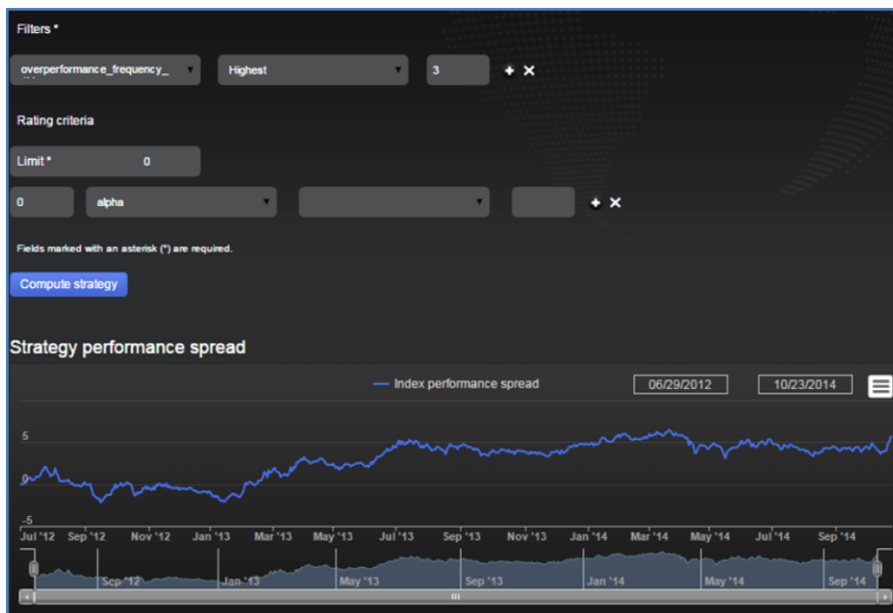 Filters *
overperformance_frequency_ Highest 3
Rating criteria
Limit * 0
0 alpha
Fields marked with an asterisk (*) are required.
Compute strategy
Strategy performance spread
Index performance spread 06/29/2012 10/23/2014
5
0
-5
Jul '12 Sep '12 Nov '12 Jan '13 Mar '13 May '13 Jul '13 Sep '13 Nov '13 Jan '14 Mar '14 May '14 Jul '14 Sep '14
Sep '12 Jan '13 May '13 Sep '13 Jan '14 May '14 Sep '14